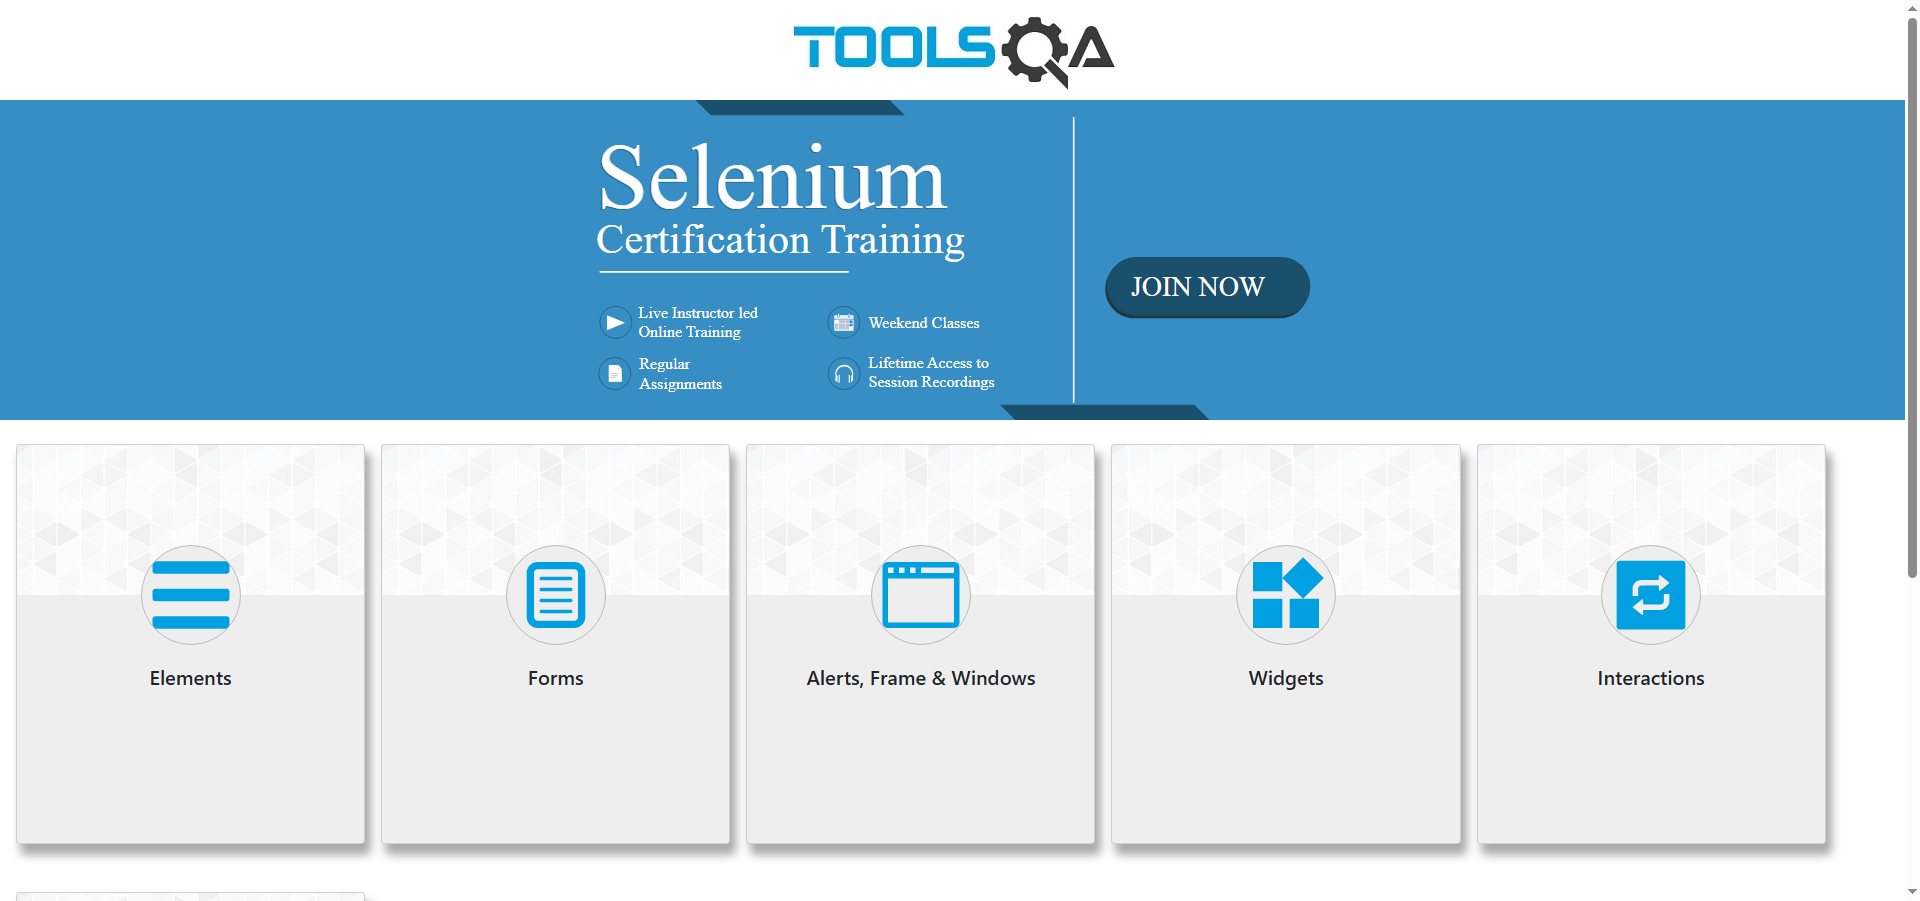 TOOLSQA
Selenium
Certification Training
JOIN NOW
Live Instructor led
Online Training
Weekend Classes
Regular
Assignments
Lifetime Access to
Session Recordings
Elements
Forms
Alerts, Frame & Windows
Widgets
Interactions